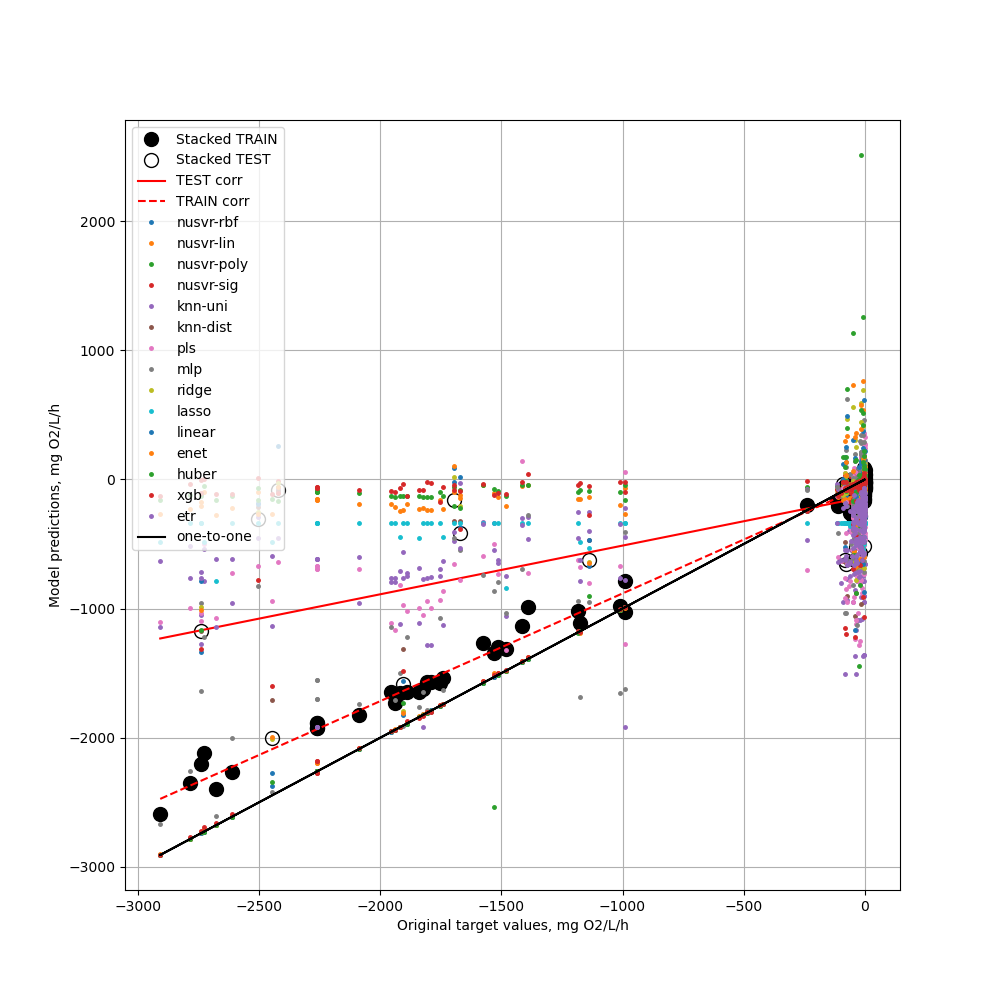 Stacked TRAIN
Stacked TEST
TEST corr
TRAIN corr
nusvr-rbf
nusvr-lin
nusvr-poly
nusvr-sig
knn-uni
knn-dist
pls
mlp
ridge
lasso
linear
enet
huber
xgb
etr
one-to-one
2000
1000
0
−1000
−2000
−3000
Model predictions, mg O2/L/h
−3000 −2500 −2000 −1500 −1000 −500 0
Original target values, mg O2/L/h